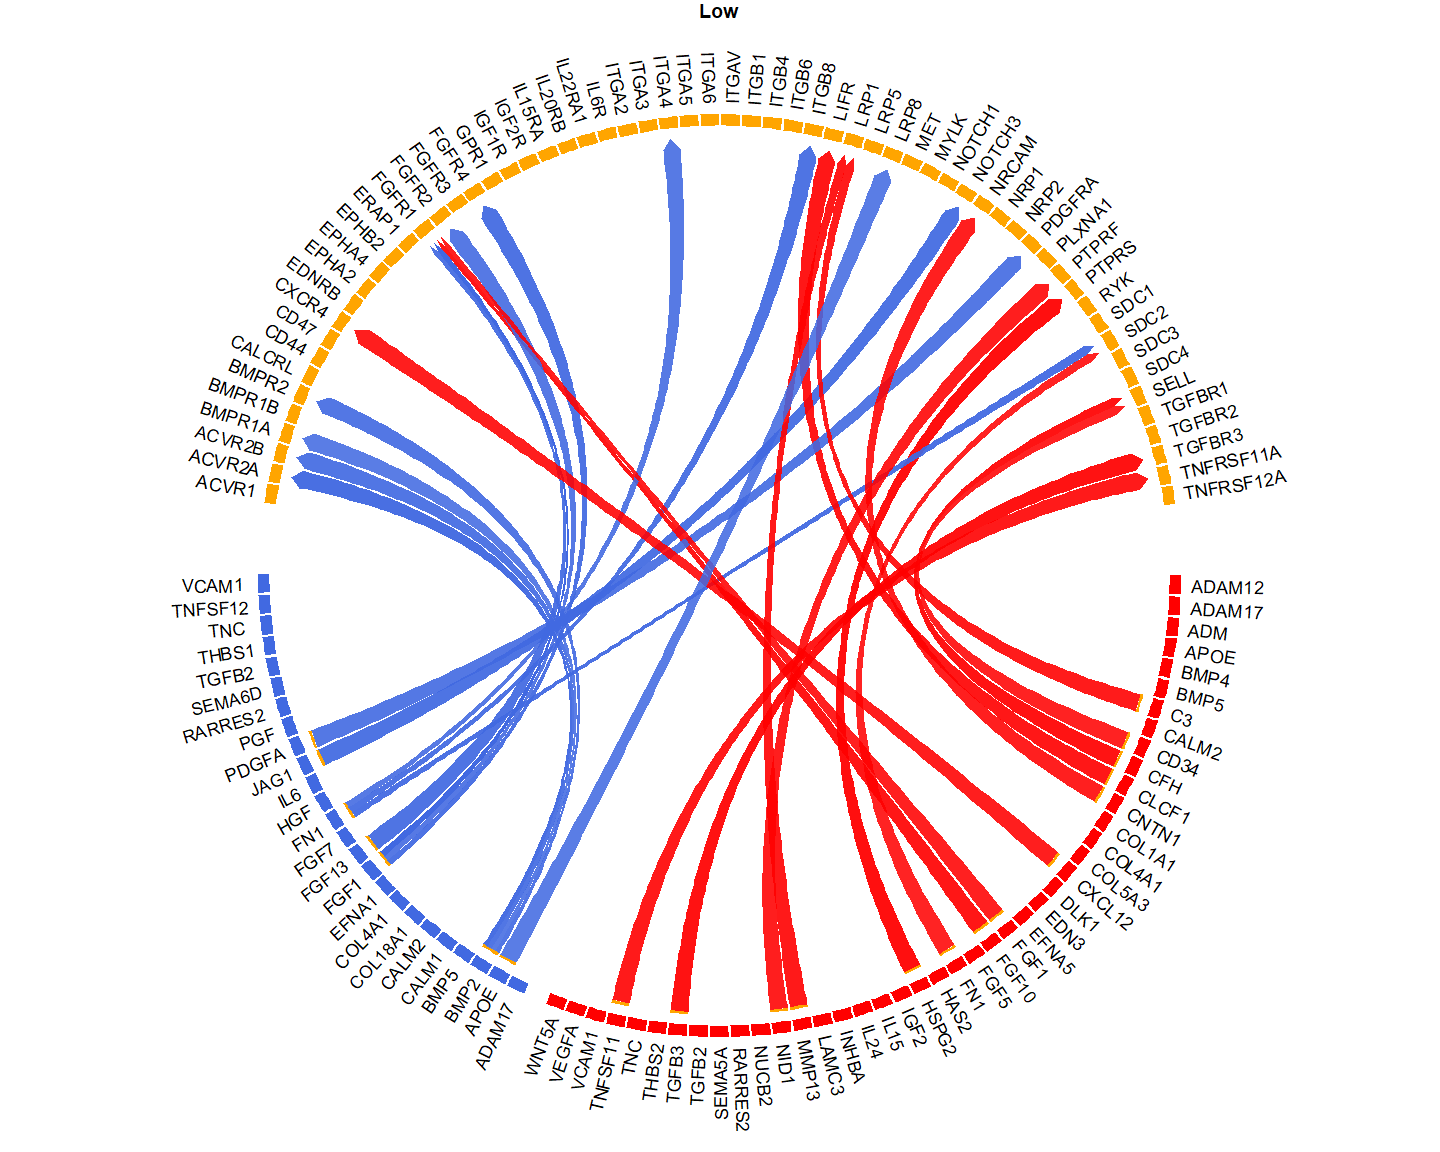 Low
ACVR1
ACVR2A
ACVR2B
BMPR1A
BMPR1B
BMPR2
CALCRL
CD44
CD47
CXCR4
EDNRB
EPHA2
EPHA4
EPHB2
ERAP1
FGFR1
FGFR2
FGFR3
FGFR4
GPR1
IGF1R
IGF2R
IL15RA
IL20RB
IL22RA1
IL6R
ITGA2
ITGA3
ITGA4
ITGA5
ITGA6
ITGAV
ITGB1
ITGB4
ITGB6
ITGB8
LIFR
LRP1
LRP5
LRP8
MET
MYLK
NOTCH1
NOTCH3
NRCAM
NRP1
NRP2
PDGFRA
PLXNA1
PTPRF
PTPRS
RYK
SDC1
SDC2
SDC3
SDC4
SELL
TGFBR1
TGFBR2
TGFBR3
TNFRSF11A
TNFRSF12A
ADAM12
ADAM17
ADM
APOE
BMP4
BMP5
C3
CALM2
CD34
CFH
CLCF1
CNTN1
COL1A1
COL4A1
COL5A3
CXCL12
DLK1
EDN3
EFNA5
FGF1
FGF10
FGF5
FN1
HAS2
HSPG2
IGF2
IL15
IL24
INHBA
LAMC3
MMP13
NID1
NUCB2
RARRES2
SEMA5A
TGFB2
TGFB3
THBS2
TNC
TNFSF11
VCAM1
VEGFA
WNT5A
ADAM17
APOE
BMP2
BMP5
CALM1
CALM2
COL18A1
COL4A1
EFNA1
FGF1
FGF13
FGF7
FN1
HGF
IL6
JAG1
PDGFA
PGF
RARRES2
SEMA6D
TGFB2
THBS1
TNC
TNFSF12
VCAM1